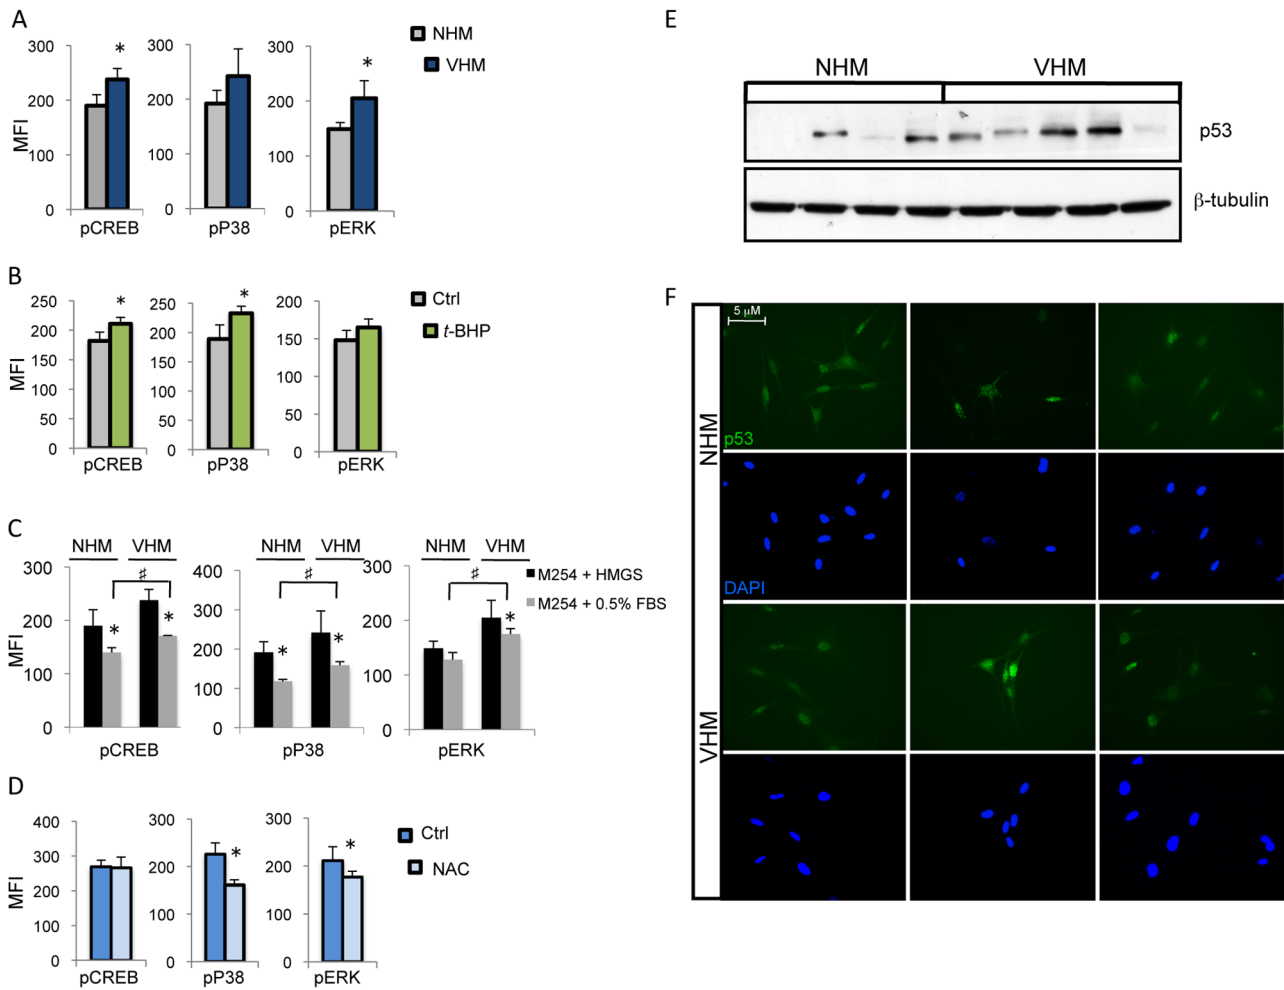 A
NHM
VHM
MFI
300
200
100
0
pCREB
*
300
200
100
0
pP38
300
200
100
0
pERK
*
B
Ctrl
t-BHP
MFI
250
200
150
100
50
0
pCREB
*
250
200
150
100
50
0
pP38
*
200
150
100
50
0
pERK
C
M254 + HMGS
M254 + 0.5% FBS
MFI
NHM VHM
♯
300
200
100
0
* *
pCREB
NHM VHM
♯
400
300
200
100
0
* *
pP38
NHM VHM
♯
300
200
100
0
*
pERK
D
Ctrl
NAC
MFI
400
300
200
100
0
pCREB
300
200
100
0
*
pP38
300
200
100
0
*
pERK
E
NHM VHM
p53
β-tubulin
F
5 µM
NHM
p53
DAPI
VHM